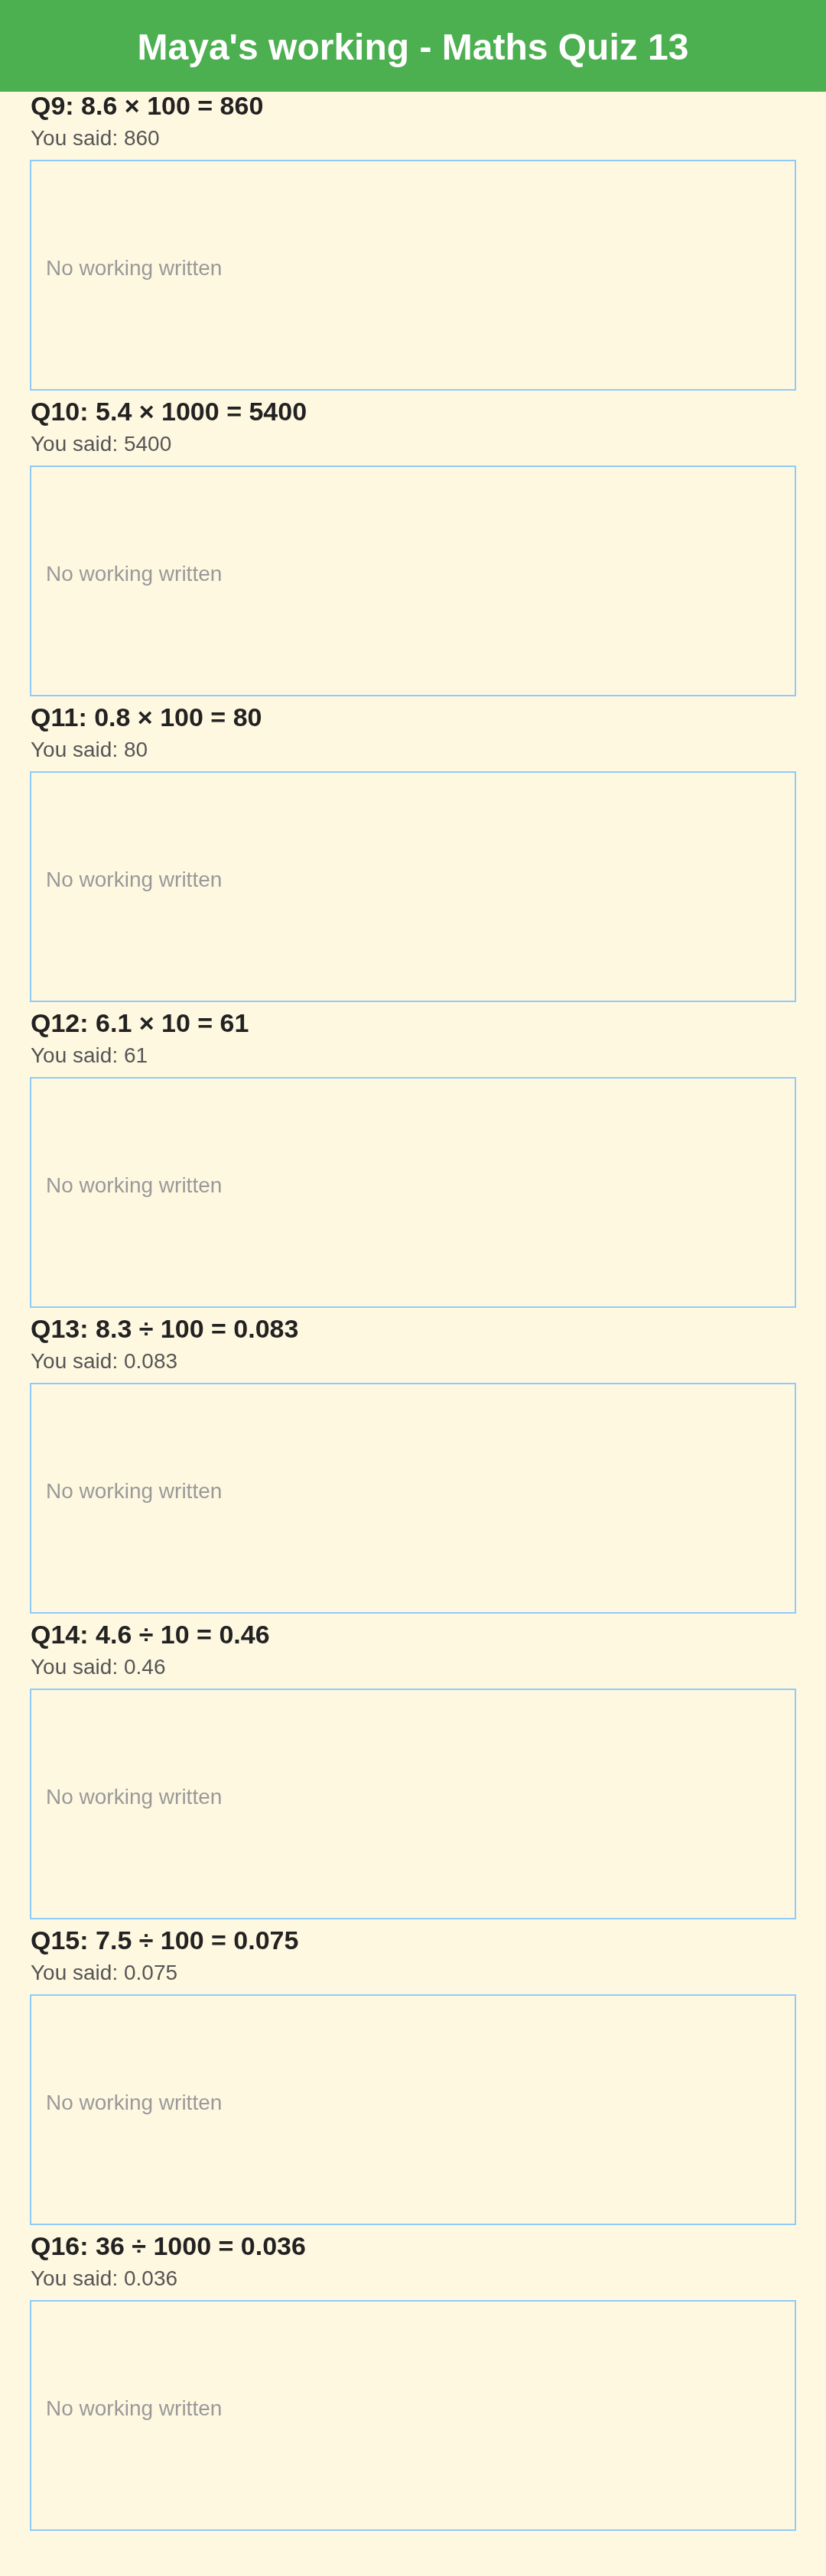 Maya's working - Maths Quiz 13
Q9: 8.6 × 100 = 860
You said: 860
No working written
Q10: 5.4 × 1000 = 5400
You said: 5400
No working written
Q11: 0.8 × 100 = 80
You said: 80
No working written
Q12: 6.1 × 10 = 61
You said: 61
No working written
Q13: 8.3 ÷ 100 = 0.083
You said: 0.083
No working written
Q14: 4.6 ÷ 10 = 0.46
You said: 0.46
No working written
Q15: 7.5 ÷ 100 = 0.075
You said: 0.075
No working written
Q16: 36 ÷ 1000 = 0.036
You said: 0.036
No working written